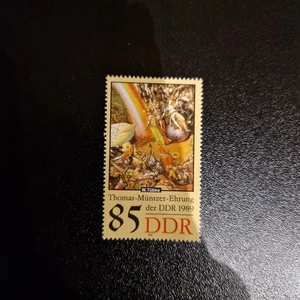 W. Tübke
Thomas-Müntzer-Ehrung
der DDR 1989
85 DDR